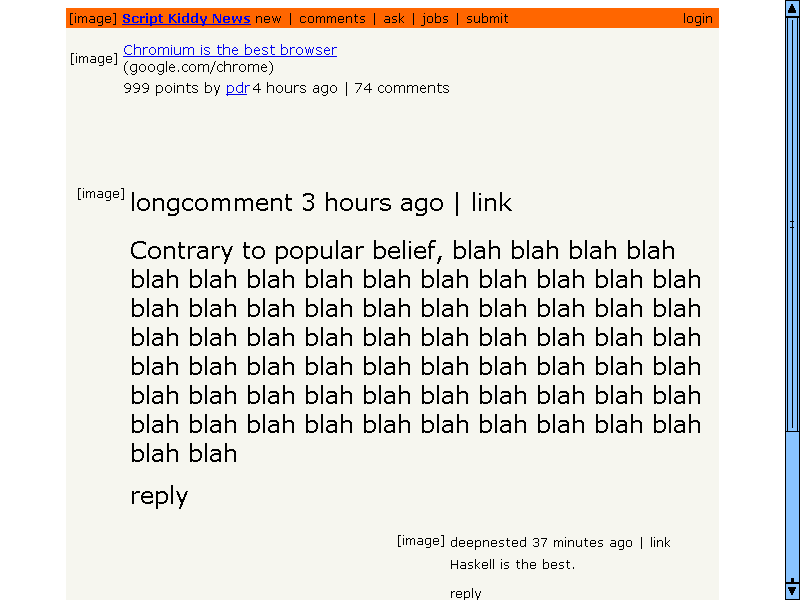 [image] Script Kiddy News new | comments | ask | jobs | submit login
[image] Chromium is the best browser
(google.com/chrome)
999 points by pdr 4 hours ago | 74 comments
[image] longcomment 3 hours ago | link
Contrary to popular belief, blah blah blah blah
blah blah blah blah blah blah blah blah blah blah
blah blah blah blah blah blah blah blah blah blah
blah blah blah blah blah blah blah blah blah blah
blah blah blah blah blah blah blah blah blah blah
blah blah blah blah blah blah blah blah blah blah
blah blah blah blah blah blah blah blah blah blah
blah blah
reply
[image] deepnested 37 minutes ago | link
Haskell is the best.
reply